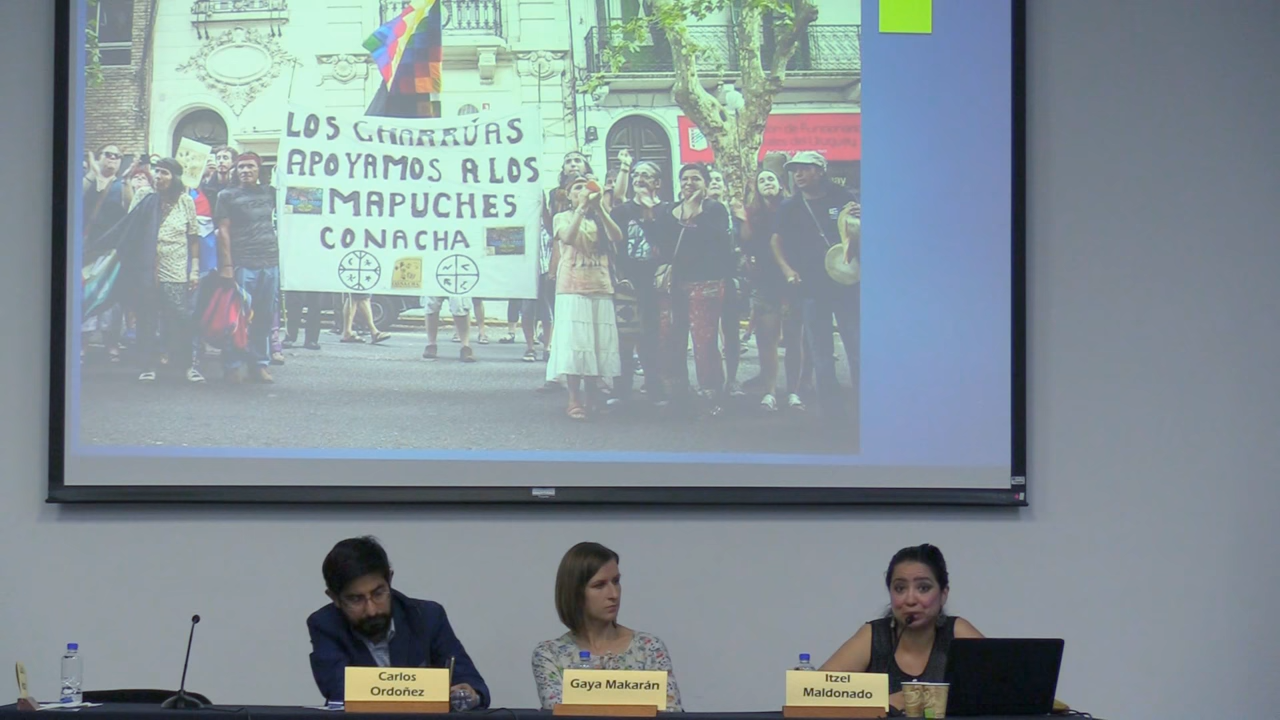 LOS CHARRÚAS
APOYAMOS A LOS
MAPUCHES
CONACHA
Carlos
Ordoñez
Gaya Makarán
Itzel
Maldonado